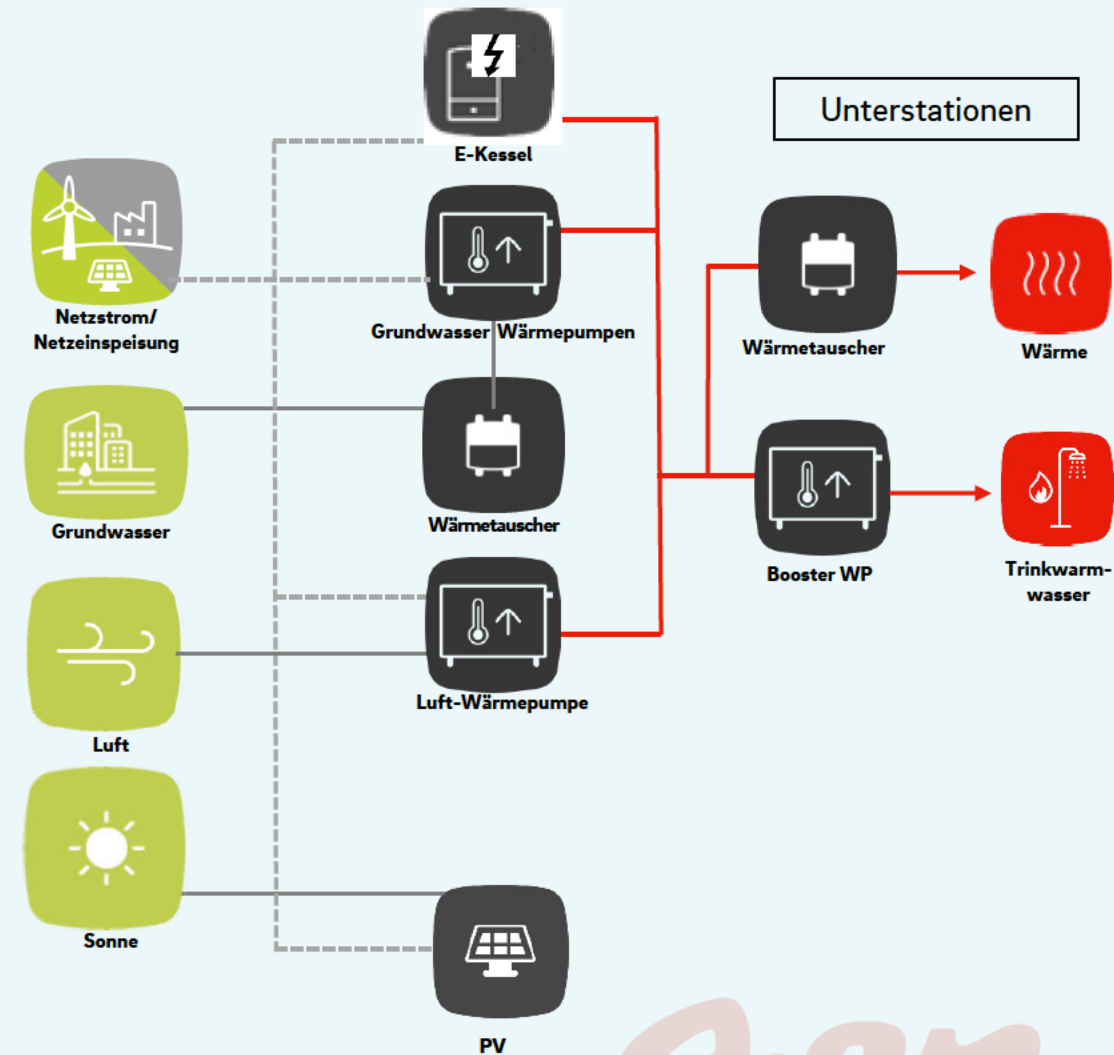 E-Kessel
Unterstationen
Netzstrom/
Netzeinspeisung
Grundwasser Wärmepumpen
Wärmetauscher
Wärme
Grundwasser
Wärmetauscher
Booster WP
Trinkwarm-
wasser
Luft-Wärmepumpe
Luft
Sonne
PV